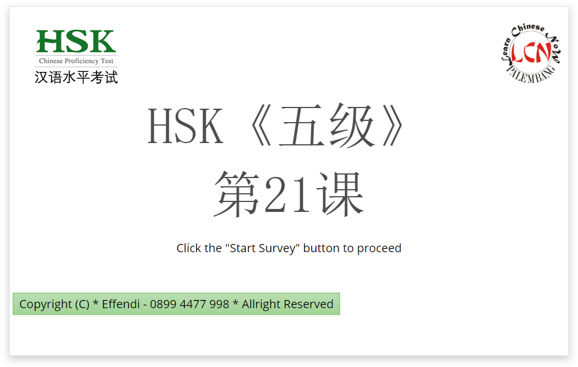 HSK
Chinese Proficiency Test
汉语水平考试
Learn Chinese NoW
LCN
PALEMBANG
HSK《五级》
第21课
Click the "Start Survey" button to proceed
Copyright (C) * Effendi - 0899 4477 998 * Allright Reserved